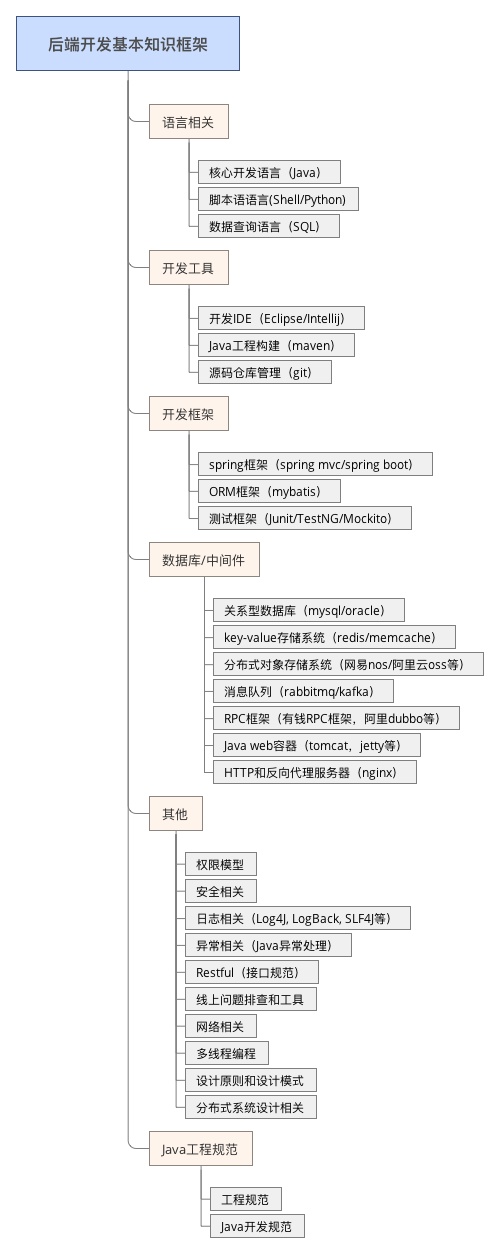 后端开发基本知识框架
语言相关
核心开发语言（Java）
脚本语语言(Shell/Python)
数据查询语言（SQL）
开发工具
开发IDE（Eclipse/Intellij）
Java工程构建（maven）
源码仓库管理（git）
开发框架
spring框架（spring mvc/spring boot）
ORM框架（mybatis）
测试框架（Junit/TestNG/Mockito）
数据库/中间件
关系型数据库（mysql/oracle）
key-value存储系统（redis/memcache）
分布式对象存储系统（网易nos/阿里云oss等）
消息队列（rabbitmq/kafka）
RPC框架（有钱RPC框架，阿里dubbo等）
Java web容器（tomcat，jetty等）
HTTP和反向代理服务器（nginx）
其他
权限模型
安全相关
日志相关（Log4J, LogBack, SLF4J等）
异常相关（Java异常处理）
Restful（接口规范）
线上问题排查和工具
网络相关
多线程编程
设计原则和设计模式
分布式系统设计相关
Java工程规范
工程规范
Java开发规范